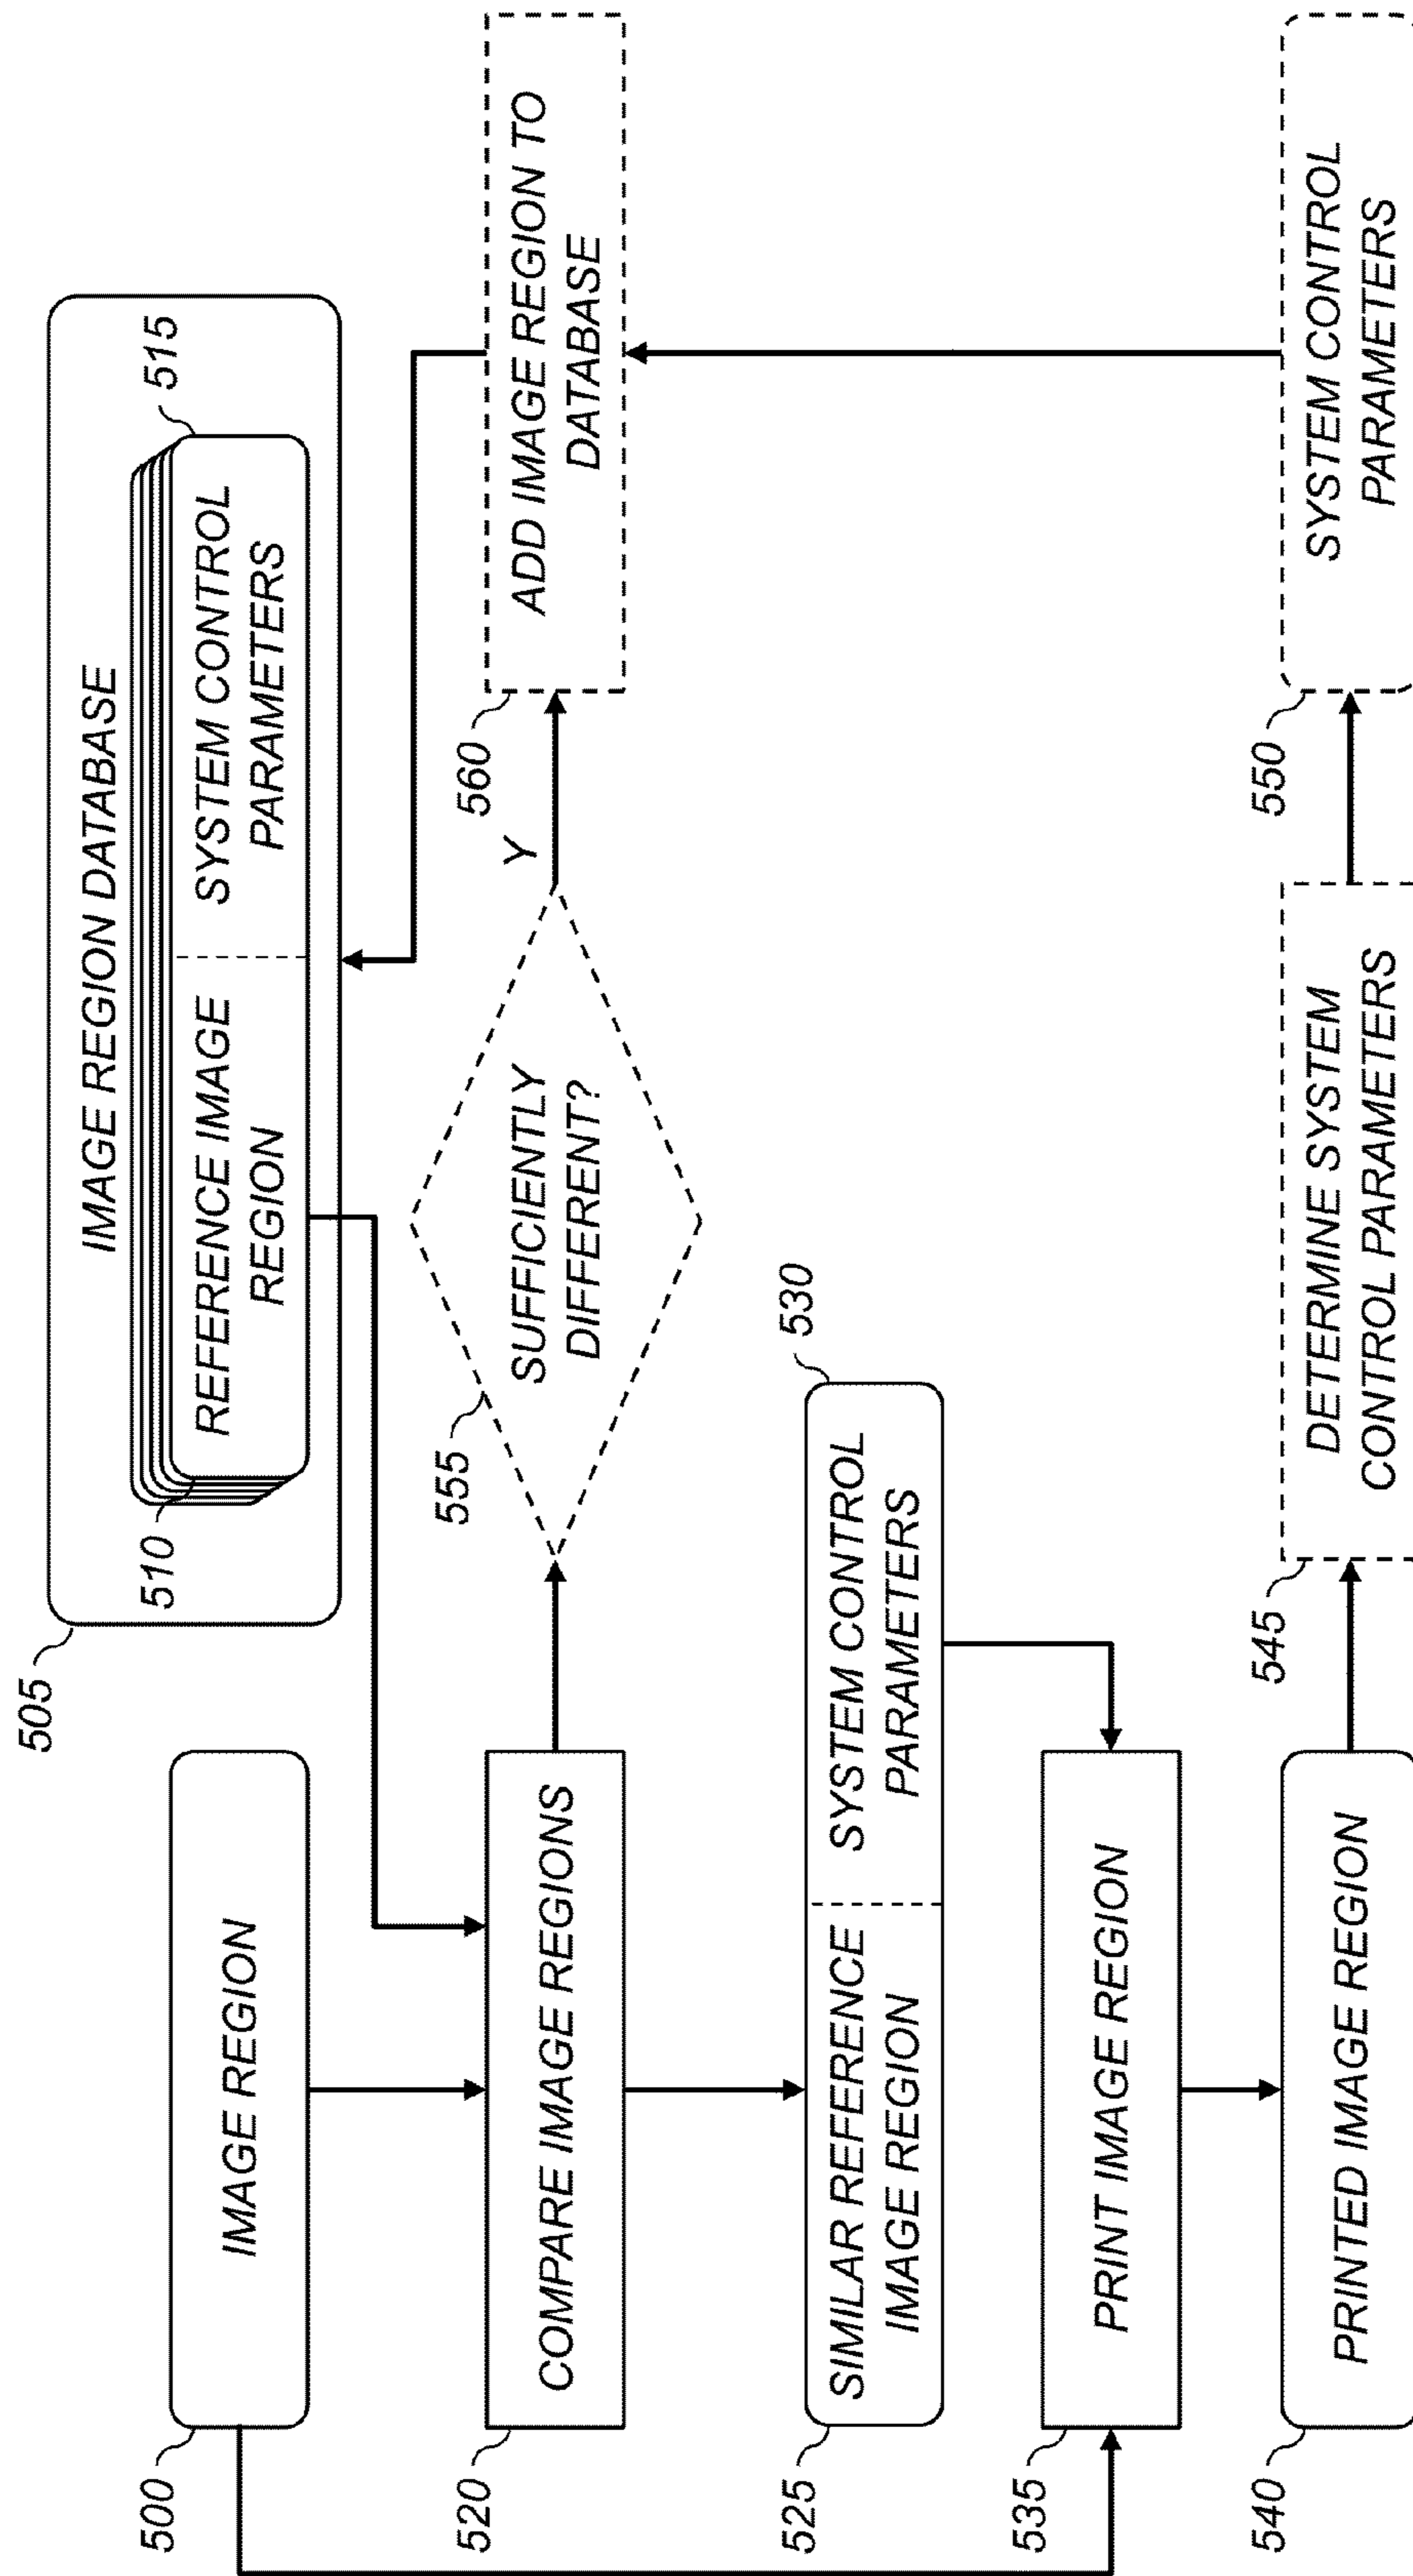 505
IMAGE REGION DATABASE
510
515
REFERENCE IMAGE
REGION
SYSTEM CONTROL
PARAMETERS
500
IMAGE REGION
520
COMPARE IMAGE REGIONS
555
SUFFICIENTLY
DIFFERENT?
Y
560
ADD IMAGE REGION TO
DATABASE
525
SIMILAR REFERENCE
IMAGE REGION
530
SYSTEM CONTROL
PARAMETERS
535
PRINT IMAGE REGION
540
PRINTED IMAGE REGION
545
DETERMINE SYSTEM
CONTROL PARAMETERS
550
SYSTEM CONTROL
PARAMETERS